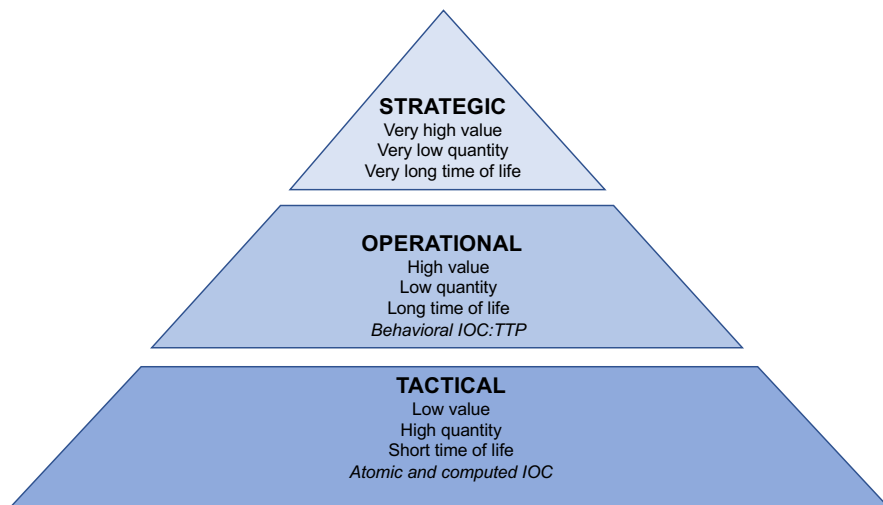 STRATEGIC
Very high value
Very low quantity
Very long time of life
OPERATIONAL
High value
Low quantity
Long time of life
Behavioral IOC:TTP
TACTICAL
Low value
High quantity
Short time of life
Atomic and computed IOC